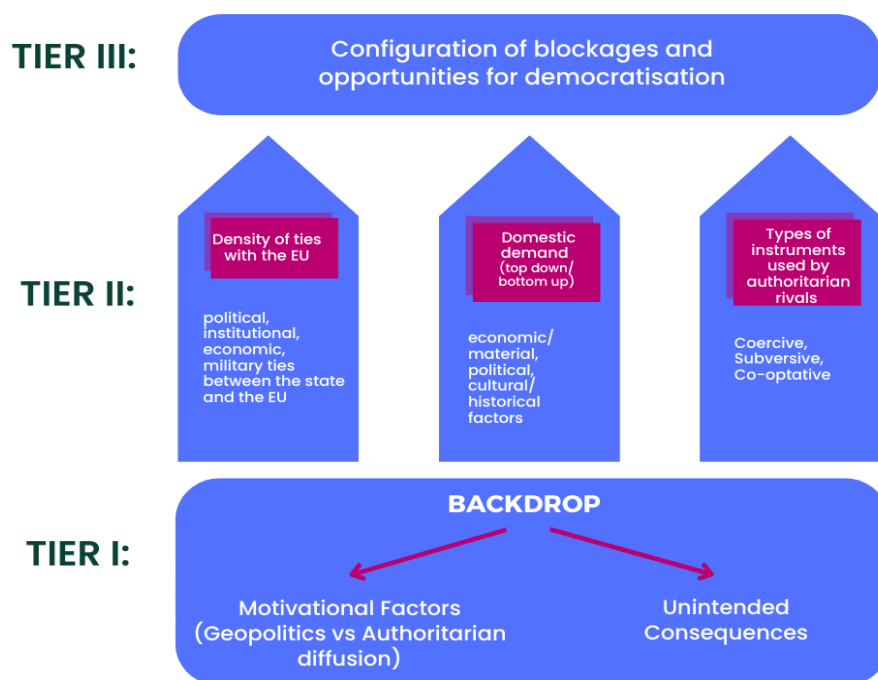 TIER III:
Configuration of blockages and
opportunities for democratisation
TIER II:
Density of ties
with the EU
political,
institutional,
economic,
military ties
between the state
and the EU
Domestic
demand
(top down/
bottom up)
economic/
material,
political,
cultural/
historical
factors
Types of
instruments
used by
authoritarian
rivals
Coercive,
Subversive,
Co-optative
TIER I:
BACKDROP
Motivational Factors
(Geopolitics vs Authoritarian
diffusion)
Unintended
Consequences